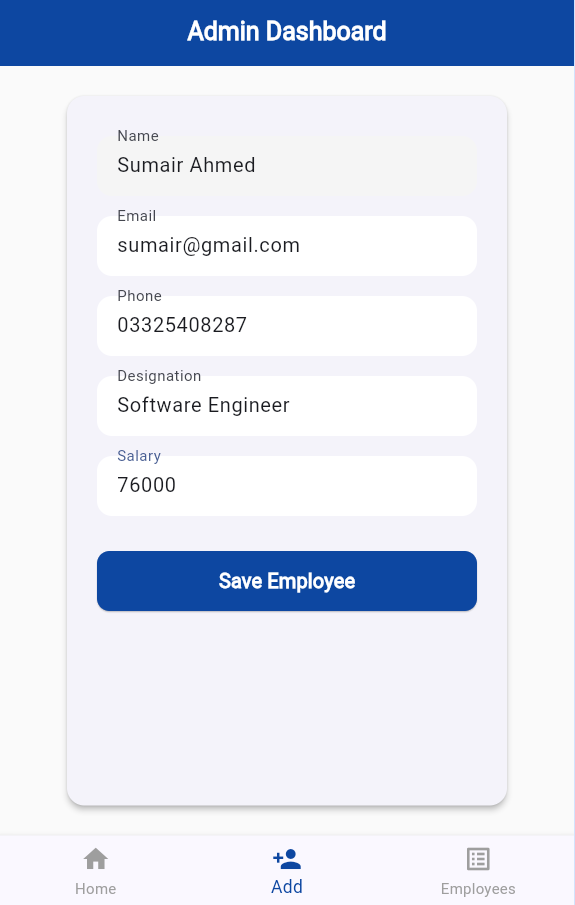 Admin Dashboard
Name
Sumair Ahmed
Email
sumair@gmail.com
Phone
03325408287
Designation
Software Engineer
Salary
76000
Save Employee
Home
Add
Employees